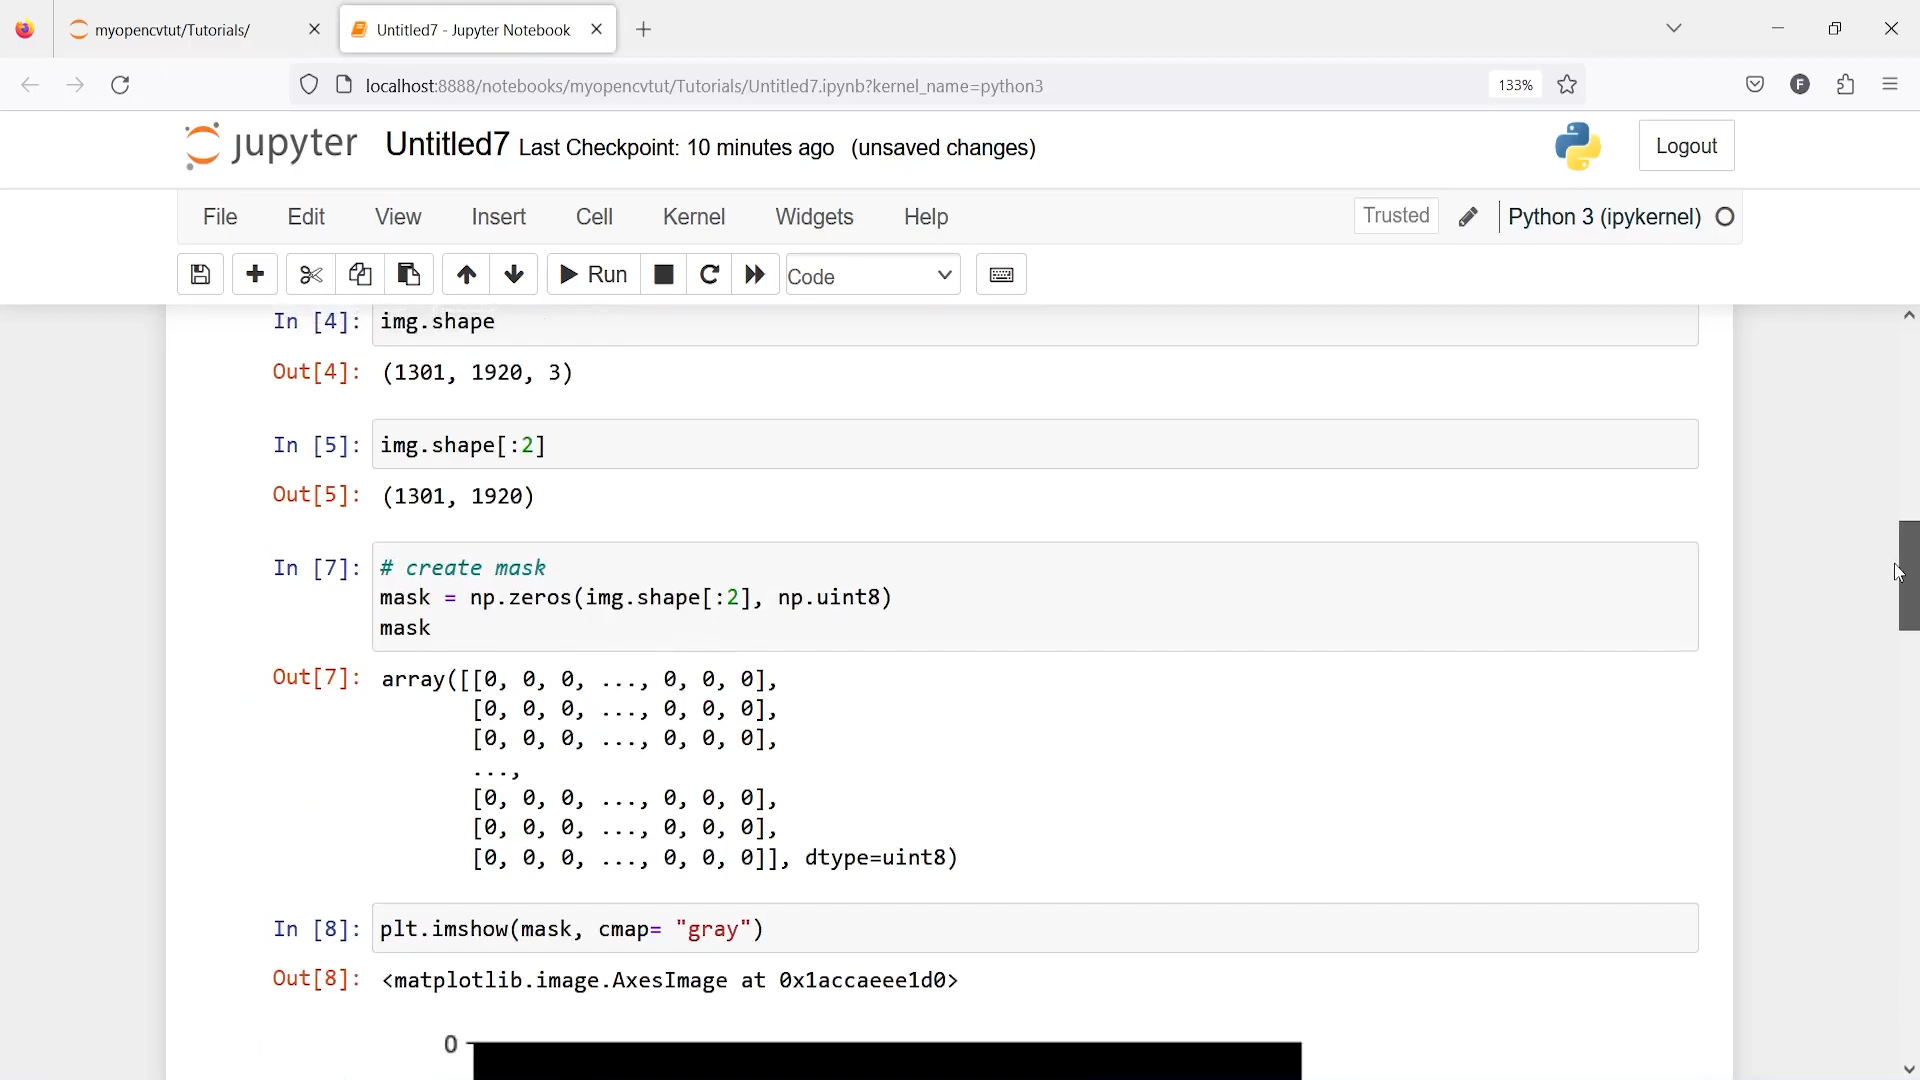 myopencvtut/Tutorials/
Untitled7 - Jupyter Notebook
localhost:8888/notebooks/myopencvtut/Tutorials/Untitled7.ipynb?kernel_name=python3
133%
F
jupyter
Untitled7 Last Checkpoint: 10 minutes ago (unsaved changes)
Logout
File Edit View Insert Cell Kernel Widgets Help
Trusted
Python 3 (ipykernel)
Run
Code
In [4]: img.shape
Out[4]: (1301, 1920, 3)
In [5]: img.shape[:2]
Out[5]: (1301, 1920)
In [7]: # create mask
mask = np.zeros(img.shape[:2], np.uint8)
mask
Out[7]: array([[0, 0, 0, ..., 0, 0, 0],
[0, 0, 0, ..., 0, 0, 0],
[0, 0, 0, ..., 0, 0, 0],
...,
[0, 0, 0, ..., 0, 0, 0],
[0, 0, 0, ..., 0, 0, 0],
[0, 0, 0, ..., 0, 0, 0]], dtype=uint8)
In [8]: plt.imshow(mask, cmap= "gray")
Out[8]: <matplotlib.image.AxesImage at 0x1accaeee1d0>
0